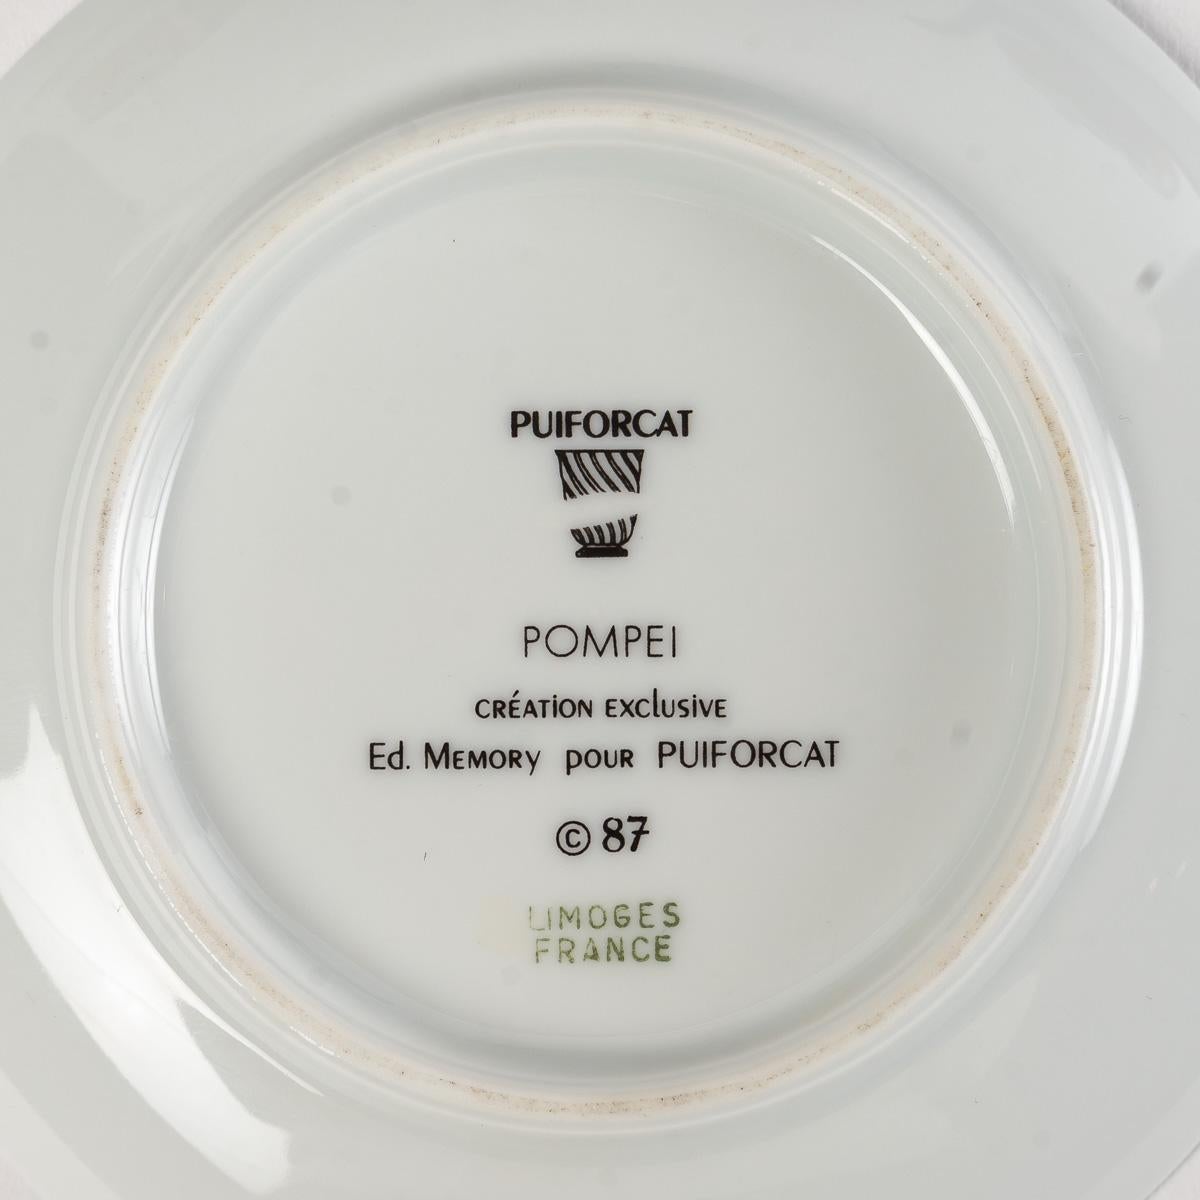 PUIFORCAT
POMPEI
CRÉATION EXCLUSIVE
Ed. MEMORY POUR PUIFORCAT
© 87
LIMOGES
FRANCE